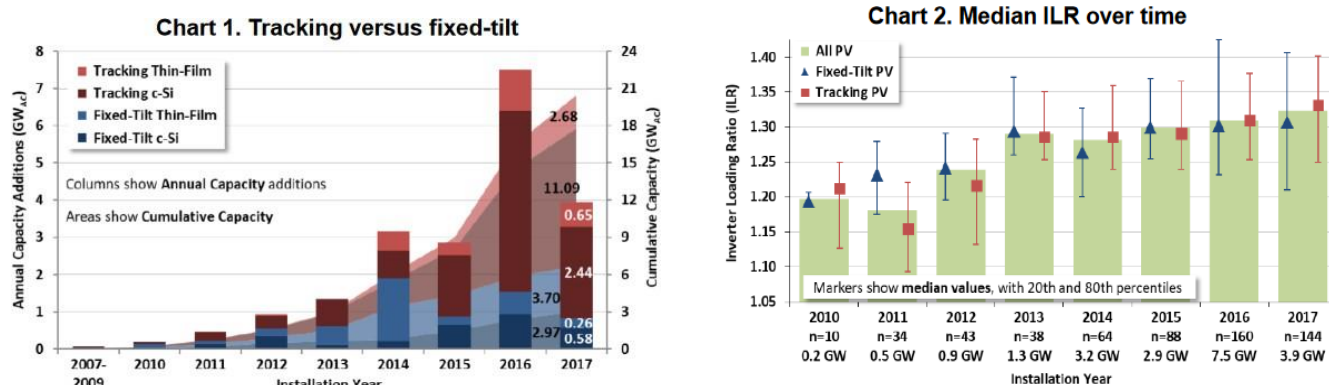 Chart 1. Tracking versus fixed-tilt
Annual Capacity Additions (GWAC)
8
7
6
5
4
3
2
1
0
Tracking Thin-Film
Tracking c-Si
Fixed-Tilt Thin-Film
Fixed-Tilt c-Si
Columns show Annual Capacity additions
Areas show Cumulative Capacity
2.68
11.09
0.65
2.44
3.70
0.26
2.97
0.58
24
21
18
15
12
9
6
3
0
Cumulative Capacity (GWAC)
2007- 2010 2011 2012 2013 2014 2015 2016 2017
2009
Installation Year
Chart 2. Median ILR over time
Inverter Loading Ratio (ILR)
1.40
1.35
1.30
1.25
1.20
1.15
1.10
1.05
All PV
Fixed-Tilt PV
Tracking PV
Markers show median values, with 20th and 80th percentiles
2010 2011 2012 2013 2014 2015 2016 2017
n=10 n=34 n=43 n=38 n=64 n=88 n=160 n=144
0.2 GW 0.5 GW 0.9 GW 1.3 GW 3.2 GW 2.9 GW 7.5 GW 3.9 GW
Installation Year